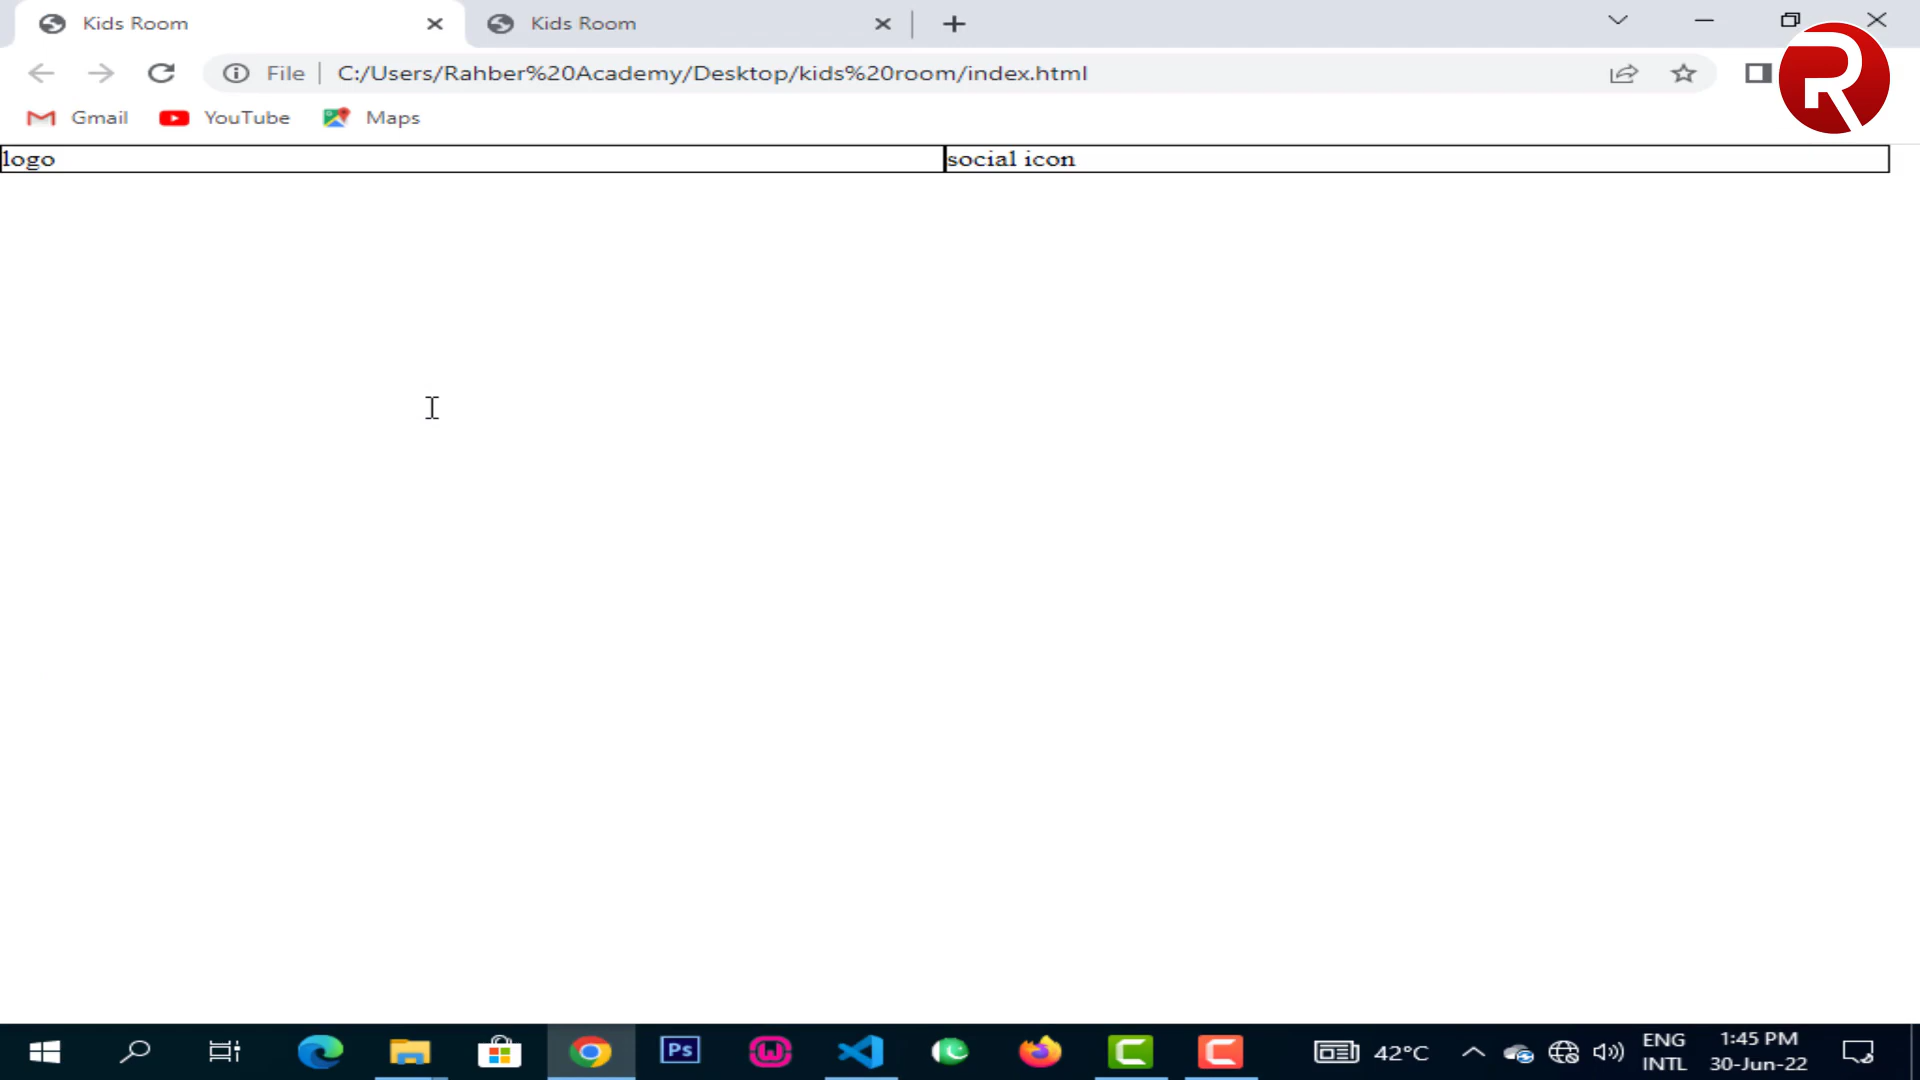 Kids Room
Kids Room
File
C:/Users/Rahber%20Academy/Desktop/kids%20room/index.html
Gmail
YouTube
Maps
logo
social icon
Ps
42°C
ENG
INTL
1:45 PM
30-Jun-22